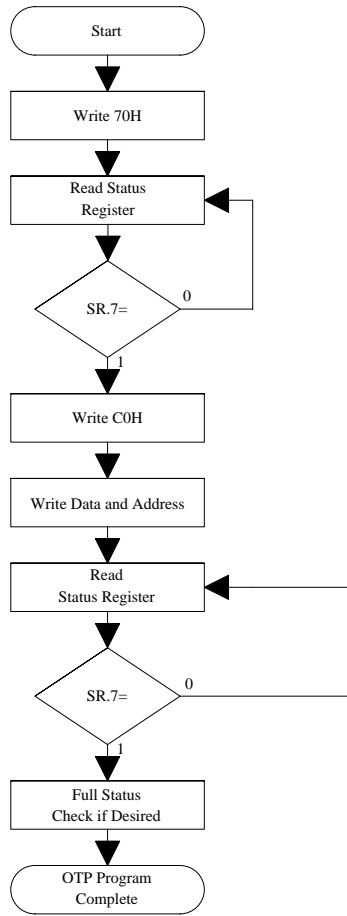 Start
Write 70H
Read Status
Register
SR.7=
0
1
Write C0H
Write Data and Address
Read
Status Register
SR.7=
0
1
Full Status
Check if Desired
OTP Program
Complete